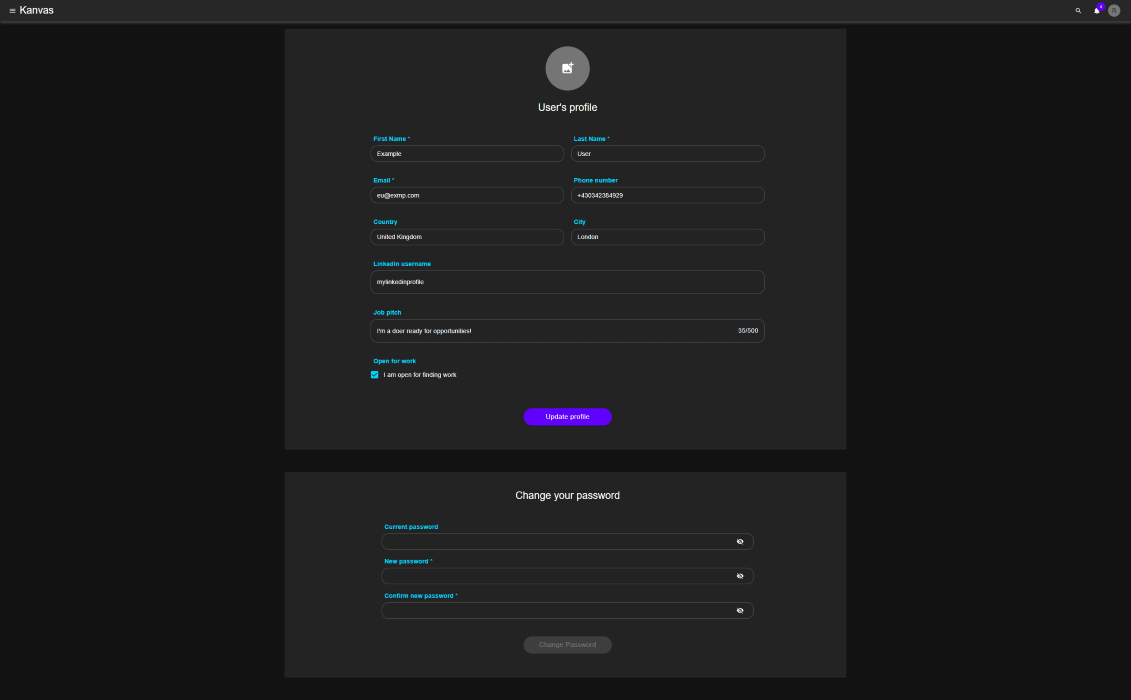 Kanvas
R
User's profile
First Name *
Last Name *
Example
User
Email *
Phone number
eu@exmp.com
+430342384929
Country
City
United Kingdom
London
LinkedIn username
mylinkedinprofile
Job pitch
I'm a doer ready for opportunities!
35/500
Open for work
I am open for finding work
Update profile
Change your password
Current password
New password *
Confirm new password *
Change Password